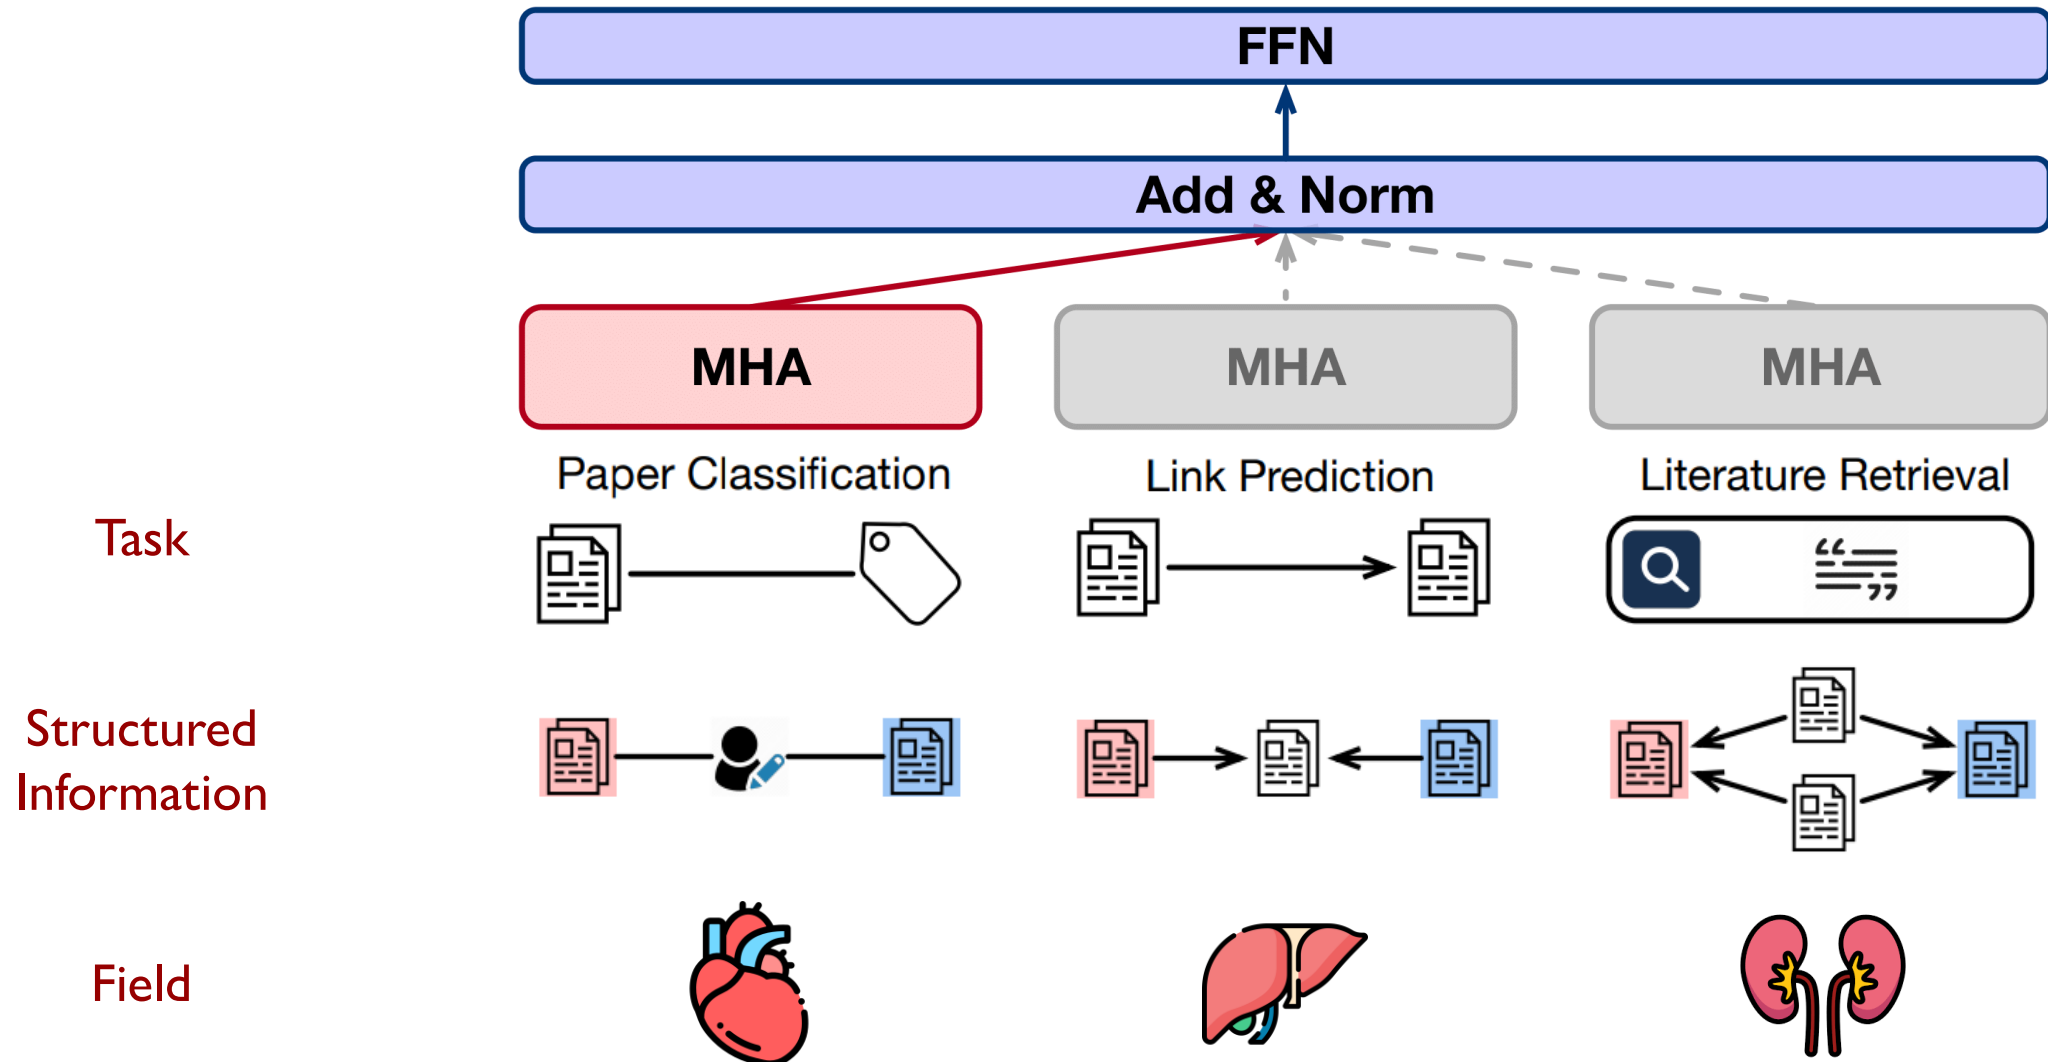 FFN
Add & Norm
MHA MHA MHA
Paper Classification Link Prediction Literature Retrieval
Task
Structured
Information
Field